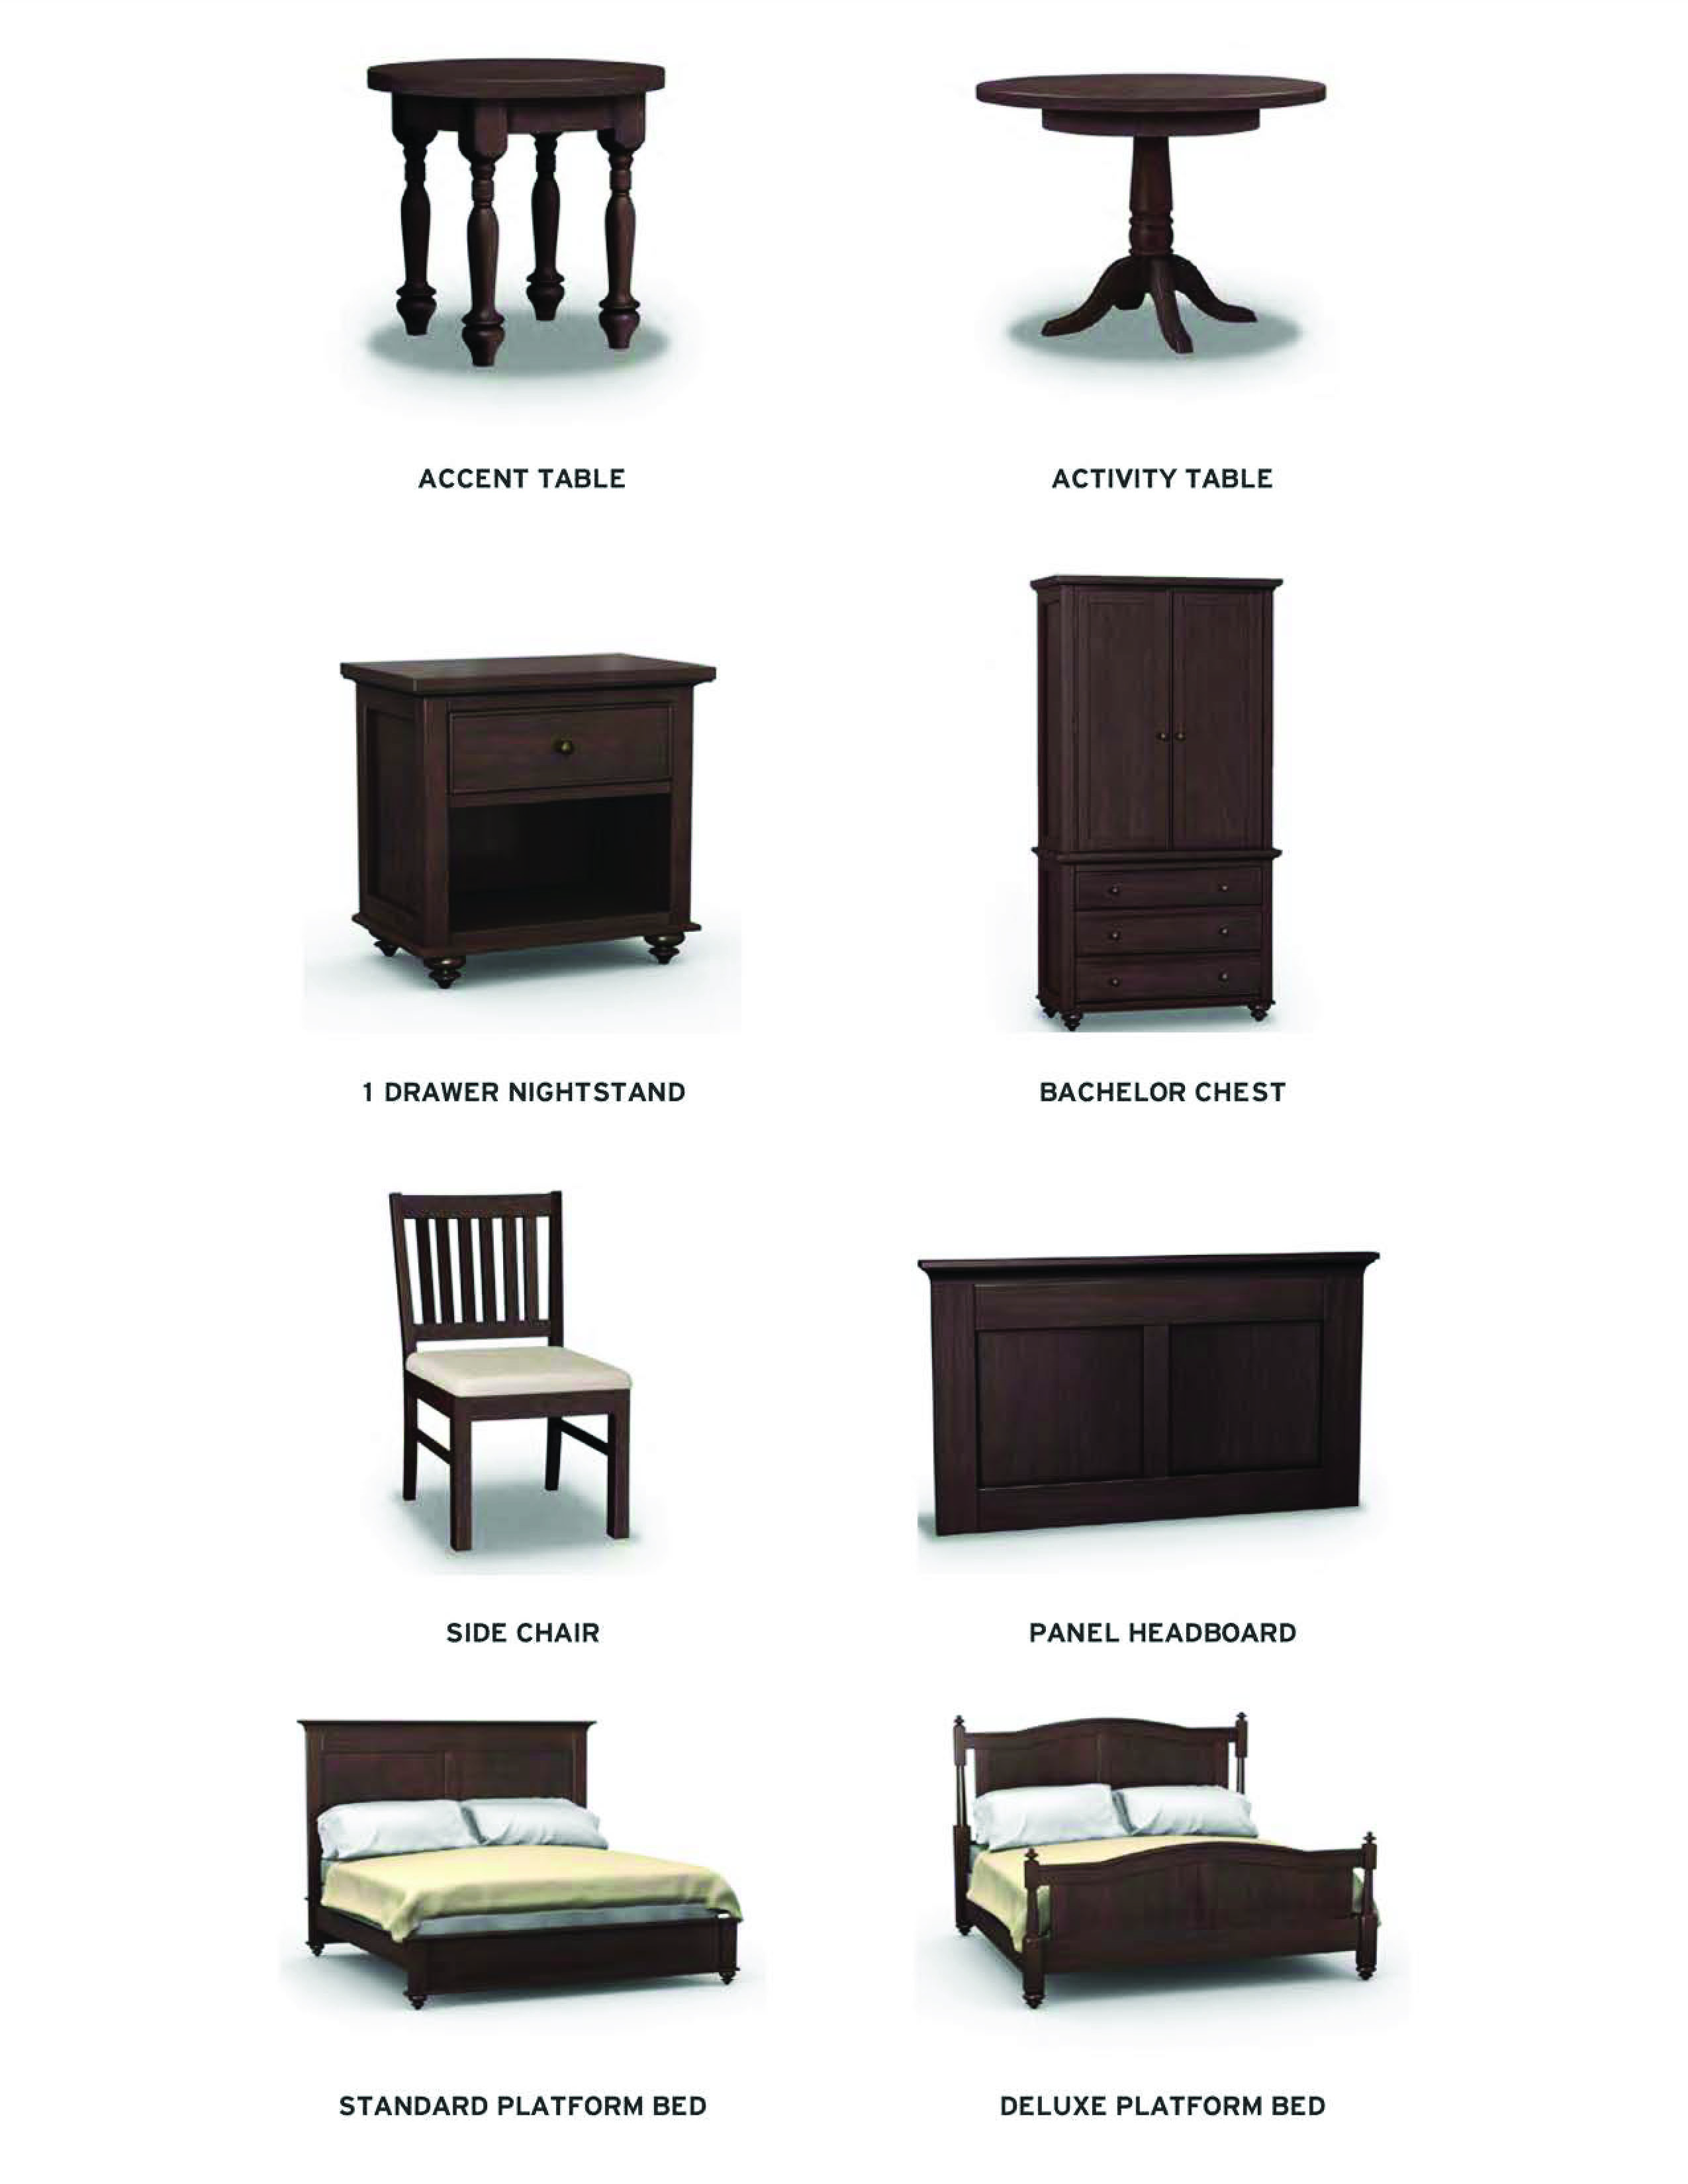 ACCENT TABLE
ACTIVITY TABLE
1 DRAWER NIGHTSTAND
BACHELOR CHEST
SIDE CHAIR
PANEL HEADBOARD
STANDARD PLATFORM BED
DELUXE PLATFORM BED